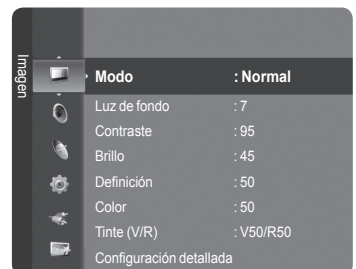 Imagen
Modo : Normal
Luz de fondo : 7
Contraste : 95
Brillo : 45
Definición : 50
Color : 50
Tinte (V/R) : V50/R50
Configuración detallada